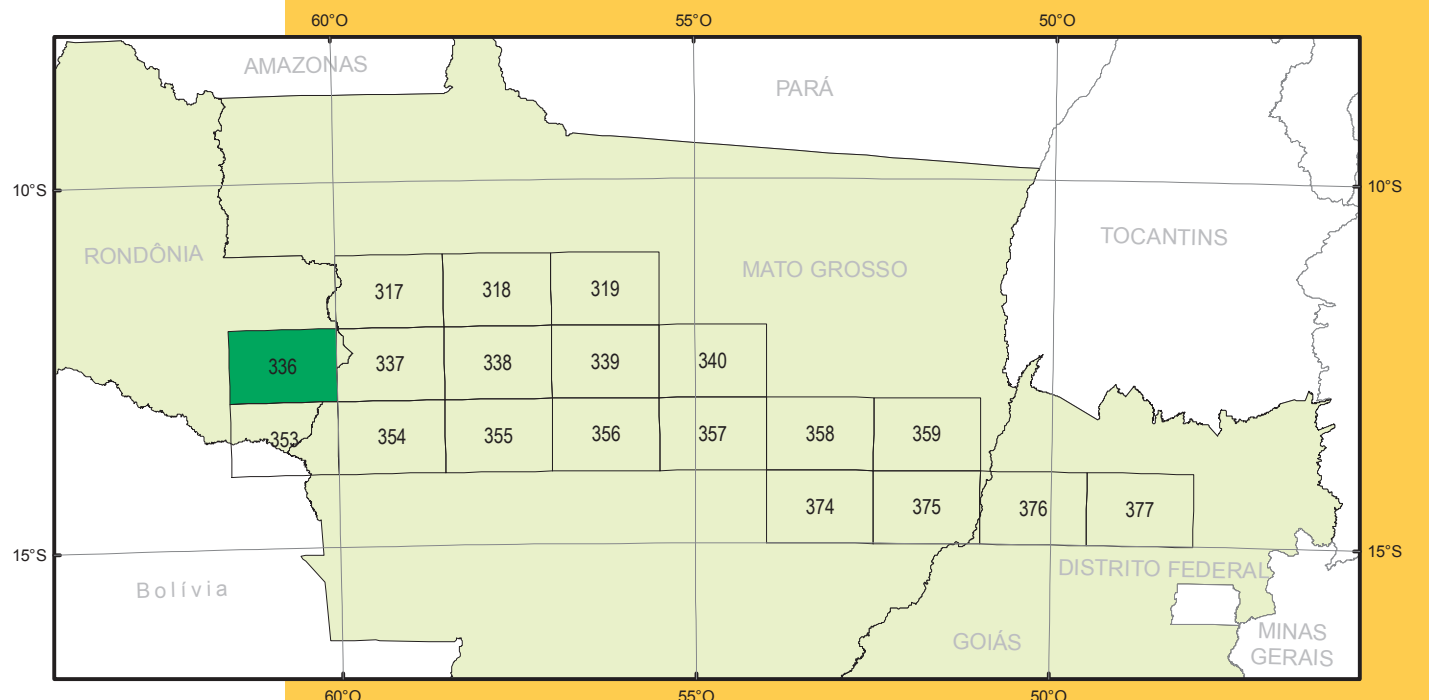 60°O 55°O 50°O
AMAZONAS
PARÁ
10°S 10°S
TOCANTINS
RONDÔNIA
MATO GROSSO
317 318 319
336 337 338 339 340
353 354 355 356 357 358 359
374 375 376 377
15°S 15°S
DISTRITO FEDERAL
Bolívia
GOIÁS
MINAS
GERAIS
60°O 55°O 50°O